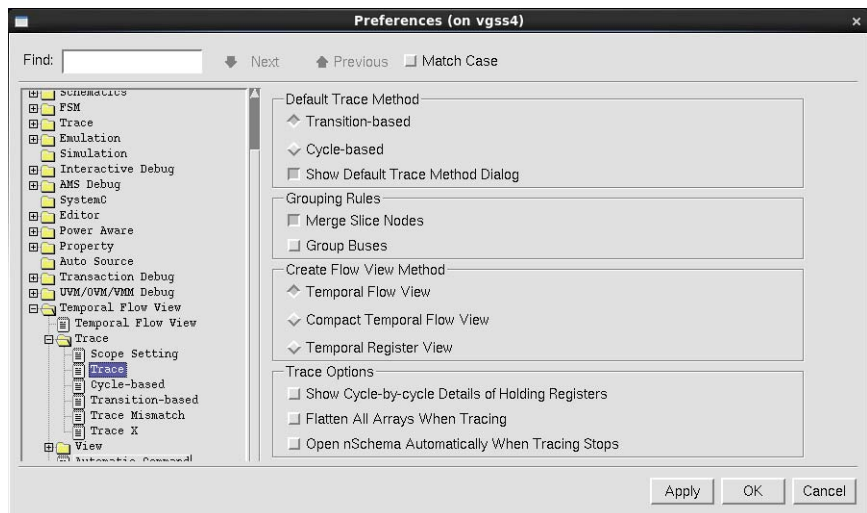 Preferences (on vgss4)
Find: Next Previous Match Case
Schematics
FSM
Trace
Emulation
Simulation
Interactive Debug
AMS Debug
SystemC
Editor
Power Aware
Property
Auto Source
Transaction Debug
UVM/OVM/VMM Debug
Temporal Flow View
Temporal Flow View
Trace
Scope Setting
Trace
Cycle-based
Transition-based
Trace Mismatch
Trace X
View
Automatic Command
Default Trace Method
Transition-based
Cycle-based
Show Default Trace Method Dialog
Grouping Rules
Merge Slice Nodes
Group Buses
Create Flow View Method
Temporal Flow View
Compact Temporal Flow View
Temporal Register View
Trace Options
Show Cycle-by-cycle Details of Holding Registers
Flatten All Arrays When Tracing
Open nSchema Automatically When Tracing Stops
Apply OK Cancel